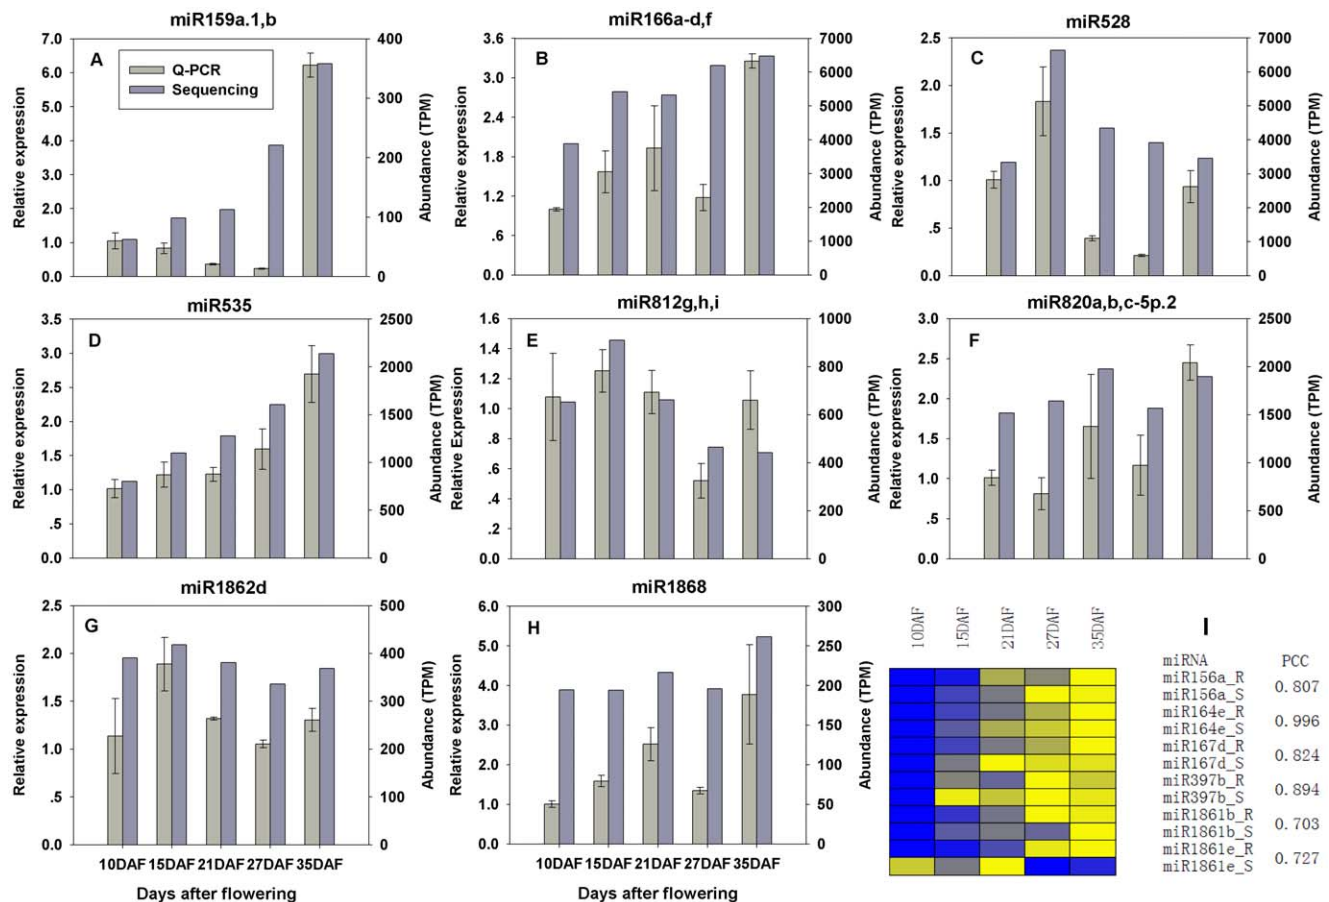 miR159a.1,b
7.0
6.0
5.0
4.0
3.0
2.0
1.0
0.0
Relative expression
A
Q-PCR
Sequencing
400
300
200
100
0
Abundance (TPM)
miR166a-d,f
3.6
3.0
2.4
1.8
1.2
.6
0.0
Relative expression
B
7000
6000
5000
4000
3000
2000
1000
0
Abundance (TPM)
miR528
2.5
2.0
1.5
1.0
.5
0.0
Relative expression
C
7000
6000
5000
4000
3000
2000
1000
0
Abundance (TPM)
miR535
3.5
3.0
2.5
2.0
1.5
1.0
.5
0.0
Relative expression
D
2500
2000
1500
1000
500
0
Abundance (TPM)
miR812g,h,i
1.6
1.4
1.2
1.0
.8
.6
.4
.2
.0
Relative Expression
E
1000
800
600
400
200
0
Abundance (TPM)
miR820a,b,c-5p.2
3.0
2.5
2.0
1.5
1.0
.5
0.0
Relative expression
F
2500
2000
1500
1000
500
0
Abundance (TPM)
miR1862d
2.5
2.0
1.5
1.0
.5
0.0
Relative expression
G
500
400
300
200
100
0
Abundance (TPM)
10DAF 15DAF 21DAF 27DAF 35DAF
Days after flowering
miR1868
6.0
5.0
4.0
3.0
2.0
1.0
0.0
Relative expression
H
300
250
200
150
100
50
0
Abundance (TPM)
10DAF 15DAF 21DAF 27DAF 35DAF
Days after flowering
10DAF 15DAF 21DAF 27DAF 35DAF
I
miRNA PCC
miR156a_R
0.807
miR156a_S
miR164e_R
0.996
miR164e_S
miR167d_R
0.824
miR167d_S
miR397b_R
0.894
miR397b_S
miR1861b_R
0.703
miR1861b_S
miR1861e_R
0.727
miR1861e_S